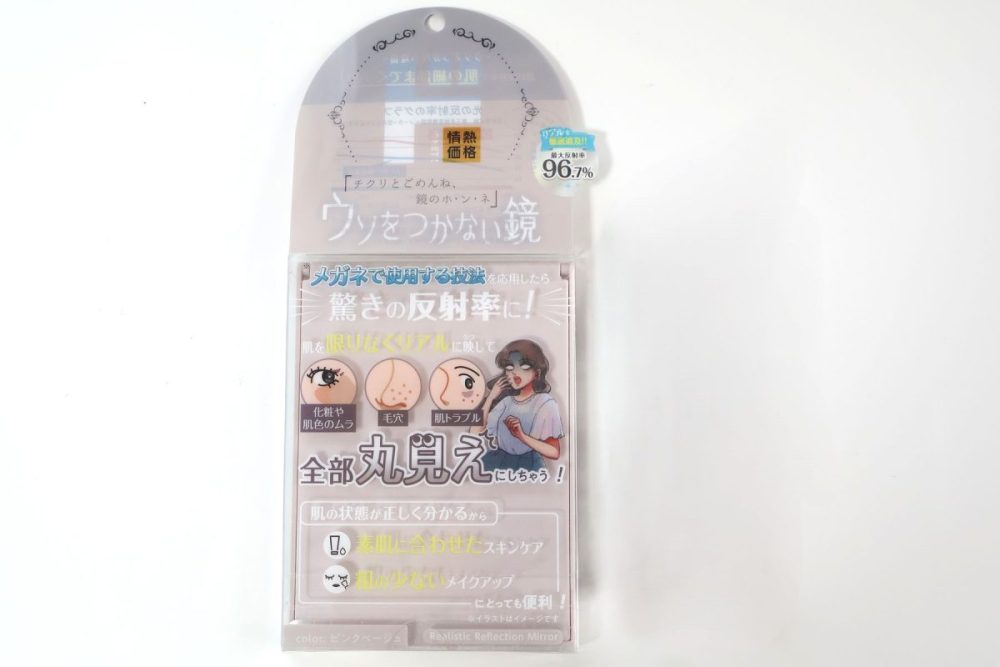 情熱
価格
リアルを
徹底追及!!
最大反射率
96.7%
「チクリとごめんね、
鏡のホ・ン・ネ」
ウソをつかない鏡
メガネで使用する技法を応用したら
驚きの反射率に!
肌を限りなくリアルに映して
化粧や
肌色のムラ
毛穴
肌トラブル
全部丸見えにしちゃう!
肌の状態が正しく分かるから
素肌に合わせたスキンケア
粗の少ないメイクアップ
にとっても便利!
※イラストはイメージです
color: ピンクベージュ
Realistic Reflection Mirror